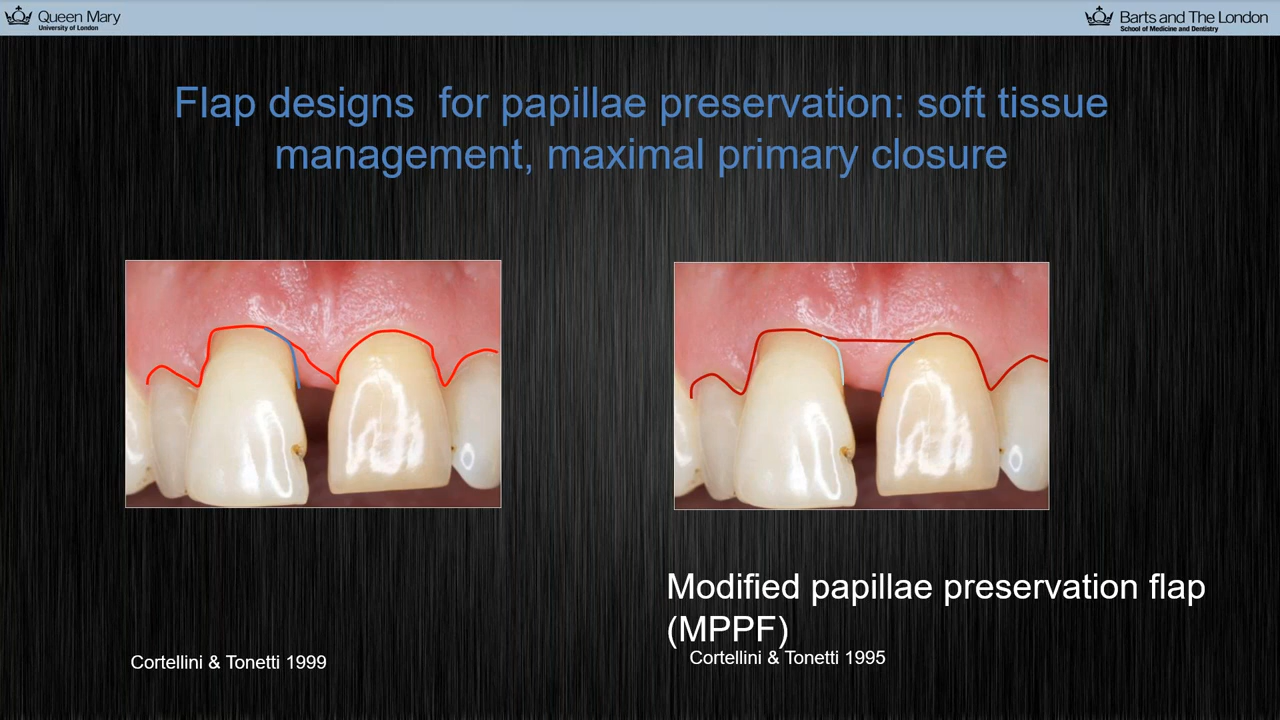 Queen Mary
University of London
Barts and The London
School of Medicine and Dentistry
Flap designs  for papillae preservation: soft tissue
management, maximal primary closure
Modified papillae preservation flap
(MPPF)
Cortellini & Tonetti 1999
Cortellini & Tonetti 1995